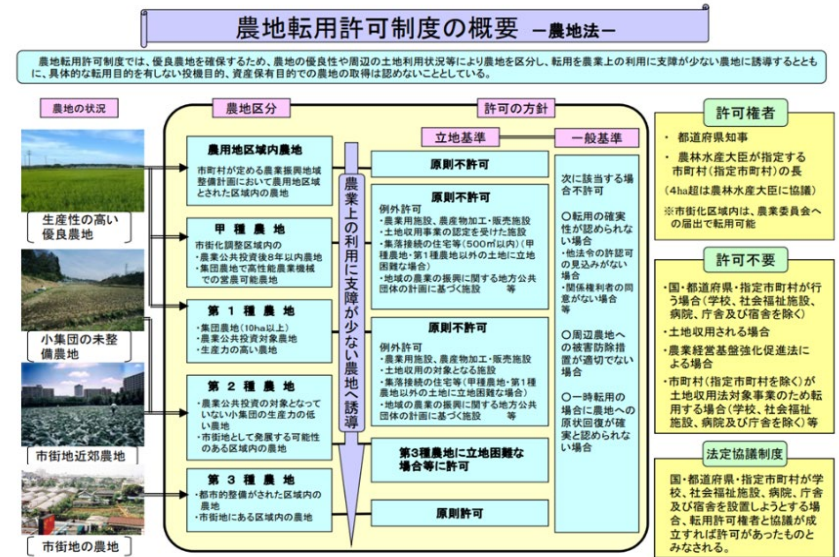 農地転用許可制度の概要 －農地法－
農地転用許可制度では、優良農地を確保するため、農地の優良性や周辺の土地利用状況等により農地を区分し、転用を農業上の利用に支障が少ない農地に誘導するととも
に、具体的な転用目的を有しない投機目的、資産保有目的での農地の取得は認めないこととしている。
農地の状況
生産性の高い
優良農地
小集団の未整
備農地
市街地近郊農地
市街地の農地
農地区分
農用地区域内農地
市町村が定める農業振興地域
整備計画において農用地区域
とされた区域内の農地
甲種農地
市街化調整区域内の
・農業公共投資後8年以内農地
・集団農地で高性能農業機械
での営農可能農地
第1種農地
・集団農地(10ha以上)
・農業公共投資対象農地
・生産力の高い農地
第2種農地
・農業公共投資の対象となって
いない小集団の生産力の低
い農地
・市街地として発展する可能性
のある区域内の農地
第3種農地
・都市的整備がされた区域内の
農地
・市街地にある区域内の農地
農業上の利用に支障が少ない農地へ誘導
許可の方針
立地基準
原則不許可
原則不許可
例外許可
・農業用施設、農産物加工・販売施設
・土地収用事業の認定を受けた施設
・集落接続の住宅等(500㎡以内)(甲
種農地・第1種農地以外の土地に立地
困難な場合)
・地域の農業の振興に関する地方公共
団体の計画に基づく施設 等
原則不許可
例外許可
・農業用施設、農産物加工・販売施設
・土地収用の対象となる施設
・集落接続の住宅等(甲種農地・第1種
農地以外の土地に立地困難な場合)
・地域の農業の振興に関する地方公共
団体の計画に基づく施設 等
第3種農地に立地困難な
場合等に許可
原則許可
一般基準
次に該当する場
合不許可
○転用の確実
性が認められな
い場合
・他法令の許認可
の見込みがない
場合
・関係権利者の同
意がない場合
等
○周辺農地へ
の被害防除措
置が適切でない
場合
○一時転用の
場合に農地への
原状回復が確
実と認められな
い場合
許可権者
・ 都道府県知事
・ 農林水産大臣が指定する
市町村(指定市町村)の長
(4ha超は農林水産大臣に協議)
※市街化区域内は、農業委員会へ
の届出で転用可能
許可不要
・国・都道府県・指定市町村が行
う場合(学校、社会福祉施設、
病院、庁舎及び宿舎を除く)
・土地収用される場合
・農業経営基盤強化促進法に
よる場合
・市町村(指定市町村を除く)が
土地収用法対象事業のため転
用する場合(学校、社会福祉
施設、病院及び庁舎を除く)等
法定協議制度
国・都道府県・指定市町村が学
校、社会福祉施設、病院、庁舎
及び宿舎を設置しようとする場
合、転用許可権者と協議が成
立すれば許可があったものと
みなされる。